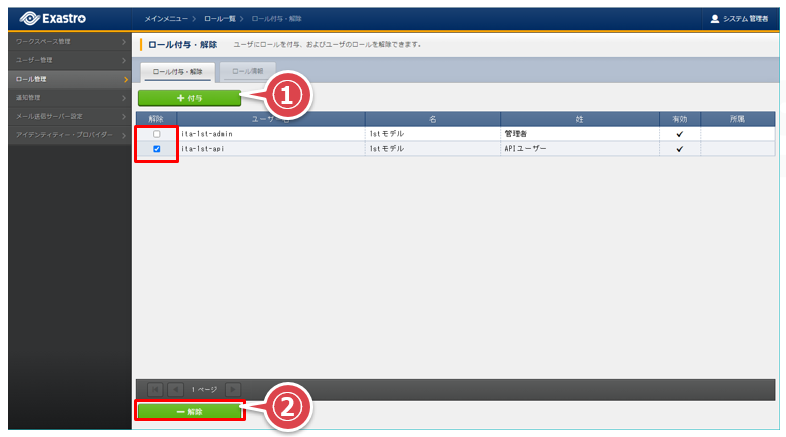 Exastro
メインメニュー > ロール一覧 > ロール付与・解除
システム 管理者
ワークスペース管理
ユーザー管理
ロール管理
通知管理
メール送信サーバー設定
アイデンティティー・プロバイダー
ロール付与・解除 ユーザにロールを付与、およびユーザのロールを解除できます。
ロール付与・解除 ロール情報
+ 付与
1
解除 名 姓 有効 所属
ita-1st-admin 1stモデル 管理者 ✔
ita-1st-api 1stモデル APIユーザー ✔
1 ページ
ー 解除
2